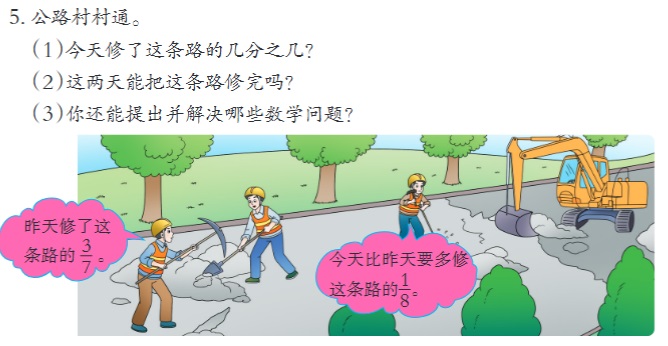 5. 公路村村通。
(1)今天修了这条路的几分之几?
(2)这两天能把这条路修完吗?
(3)你还能提出并解决哪些数学问题?
昨天修了这
条路的3/7。
今天比昨天要多修
这条路的1/8。